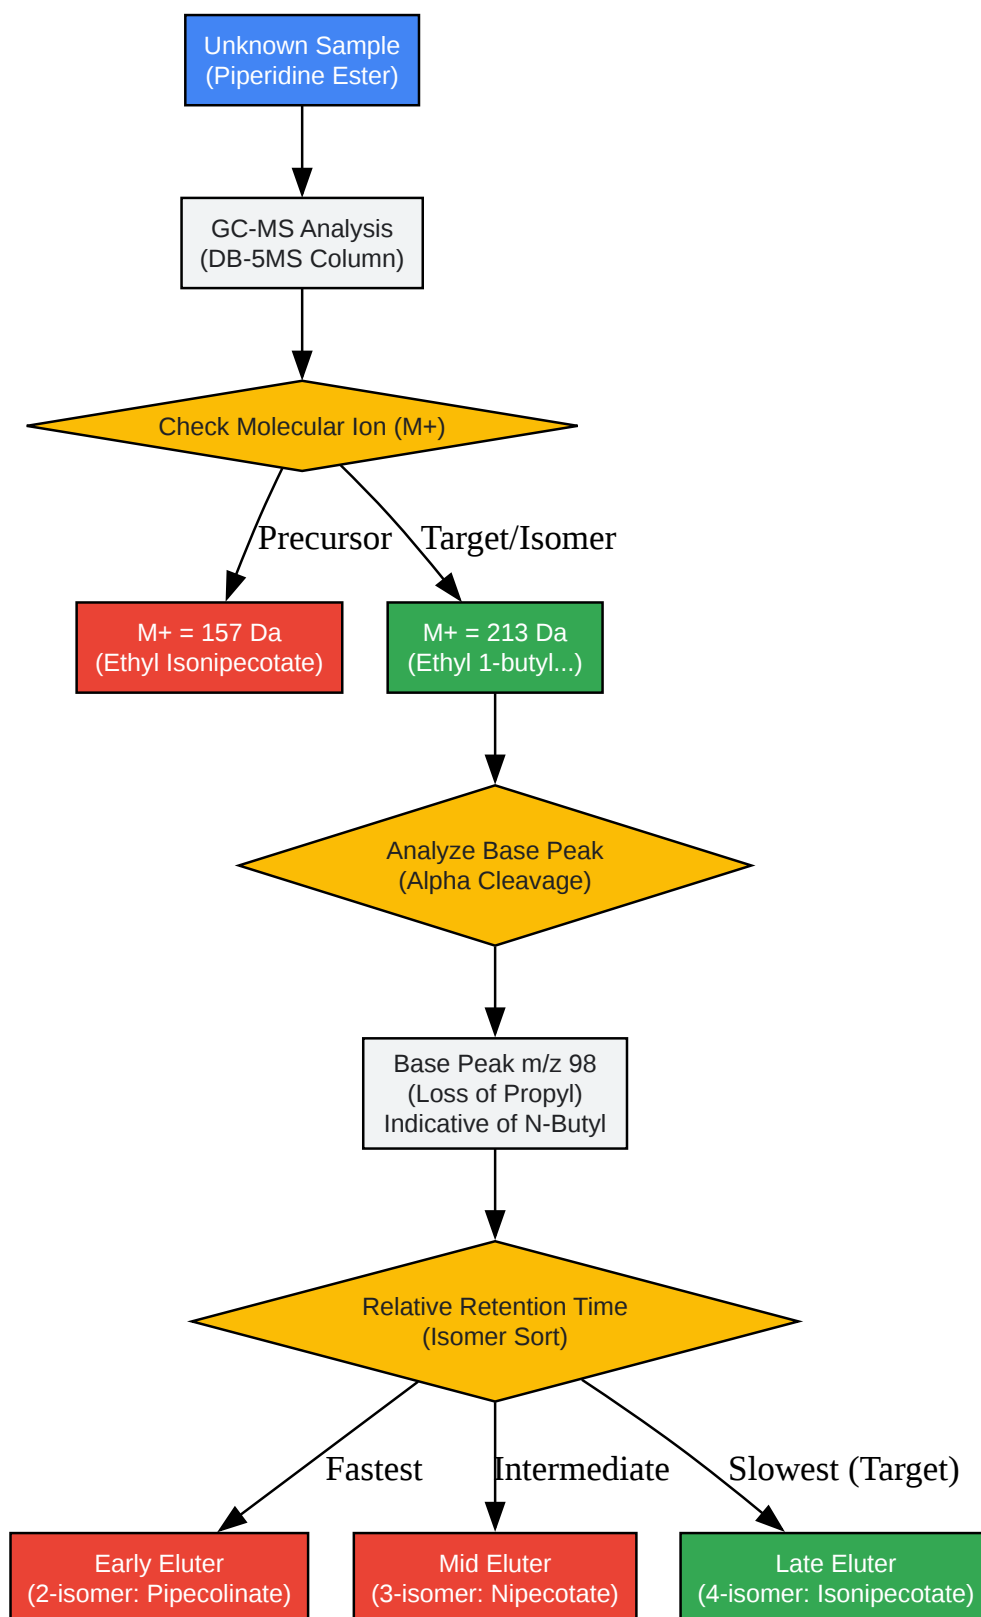 Unknown Sample
(Piperidine Ester)
GC-MS Analysis
(DB-5MS Column)
Check Molecular Ion (M+)
Precursor
Target/Isomer
M+ = 157 Da
(Ethyl Isonipecotate)
M+ = 213 Da
(Ethyl 1-butyl...)
Analyze Base Peak
(Alpha Cleavage)
Base Peak m/z 98
(Loss of Propyl)
Indicative of N-Butyl
Relative Retention Time
(Isomer Sort)
Fastest
Intermediate
Slowest (Target)
Early Eluter
(2-isomer: Pipecolinate)
Mid Eluter
(3-isomer: Nipecotate)
Late Eluter
(4-isomer: Isonipecotate)